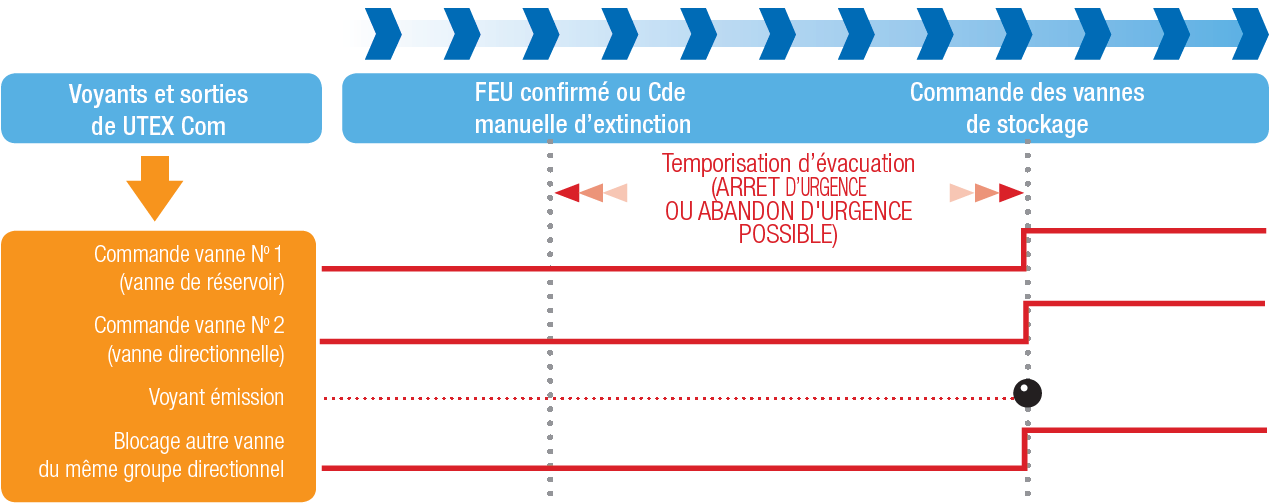 Voyants et sorties
de UTEX Com
FEU confirmé ou Cde
manuelle d’extinction
Commande des vannes
de stockage
Temporisation d’évacuation
(ARRET D’URGENCE
OU ABANDON D'URGENCE
POSSIBLE)
Commande vanne Nº 1
(vanne de réservoir)
Commande vanne Nº 2
(vanne directionnelle)
Voyant émission
Blocage autre vanne
du même groupe directionnel